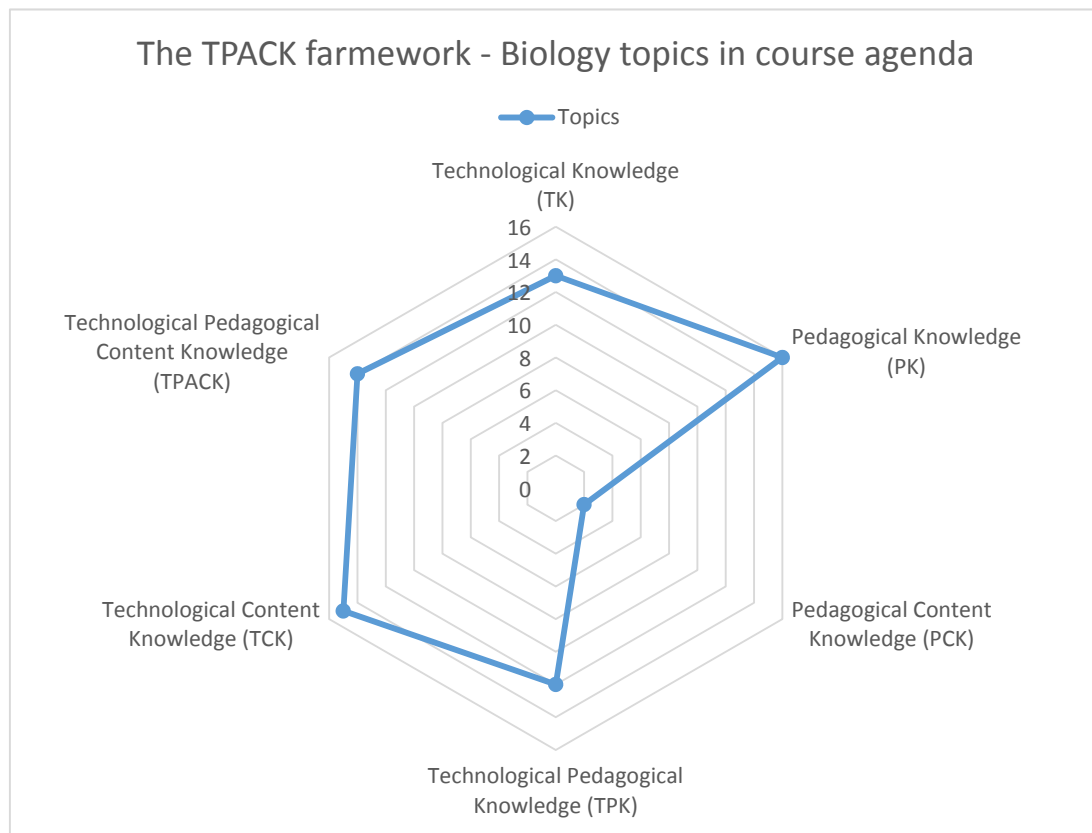 The TPACK farmework - Biology topics in course agenda
Topics
Technological Knowledge
(TK)
16
14
12
10
8
6
4
2
0
Pedagogical Knowledge
(PK)
Pedagogical Content
Knowledge (PCK)
Technological Pedagogical
Knowledge (TPK)
Technological Content
Knowledge (TCK)
Technological Pedagogical
Content Knowledge
(TPACK)